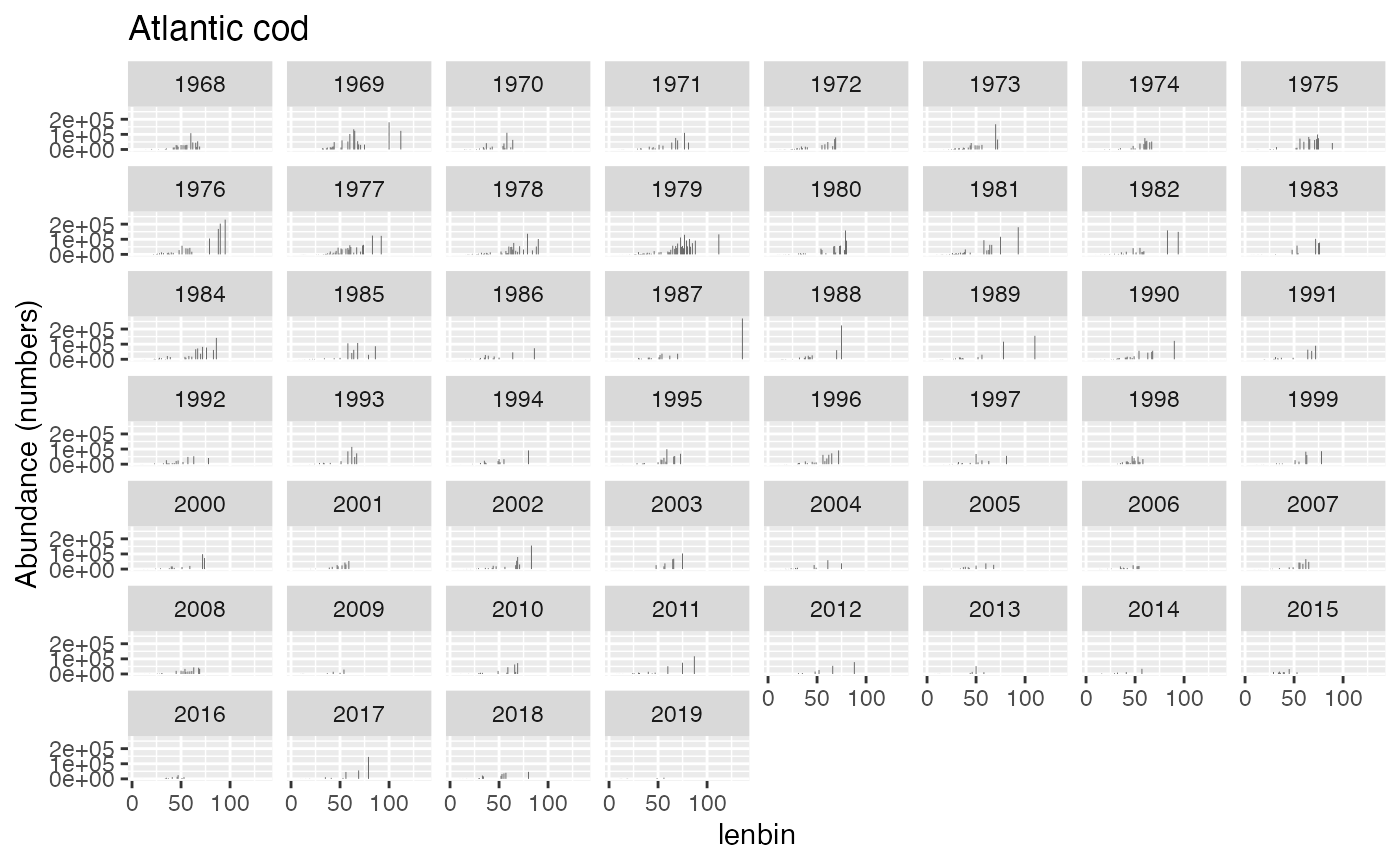 Atlantic cod
1968 1969 1970 1971 1972 1973 1974 1975
2e+05
1e+05
0e+00
1976 1977 1978 1979 1980 1981 1982 1983
2e+05
1e+05
0e+00
1984 1985 1986 1987 1988 1989 1990 1991
2e+05
1e+05
0e+00
1992 1993 1994 1995 1996 1997 1998 1999
2e+05
1e+05
0e+00
2000 2001 2002 2003 2004 2005 2006 2007
2e+05
1e+05
0e+00
2008 2009 2010 2011 2012 2013 2014 2015
2e+05
1e+05
0e+00
0 50 100 0 50 100 0 50 100 0 50 100
2016 2017 2018 2019
2e+05
1e+05
0e+00
0 50 100 0 50 100 0 50 100 0 50 100
lenbin
Abundance (numbers)